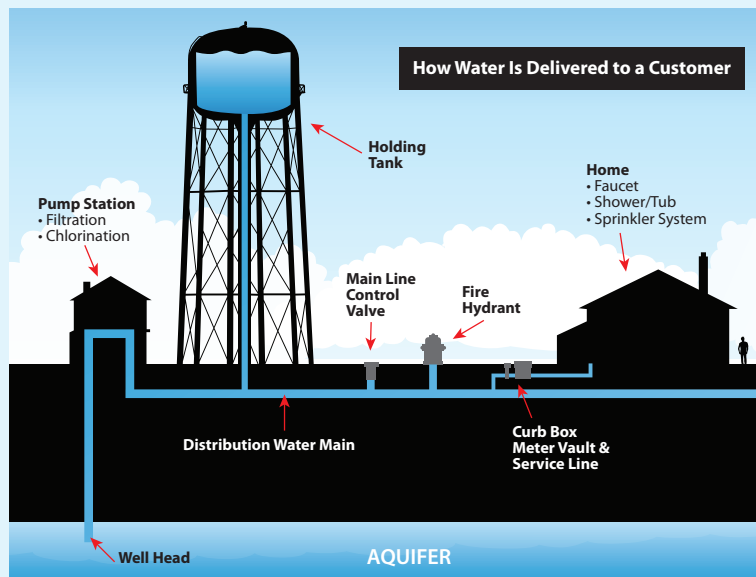 How Water Is Delivered to a Customer
Holding
Tank
Home
• Faucet
• Shower/Tub
• Sprinkler System
Pump Station
• Filtration
• Chlorination
Main Line
Control
Valve
Fire
Hydrant
Distribution Water Main
Curb Box
Meter Vault &
Service Line
Well Head
AQUIFER